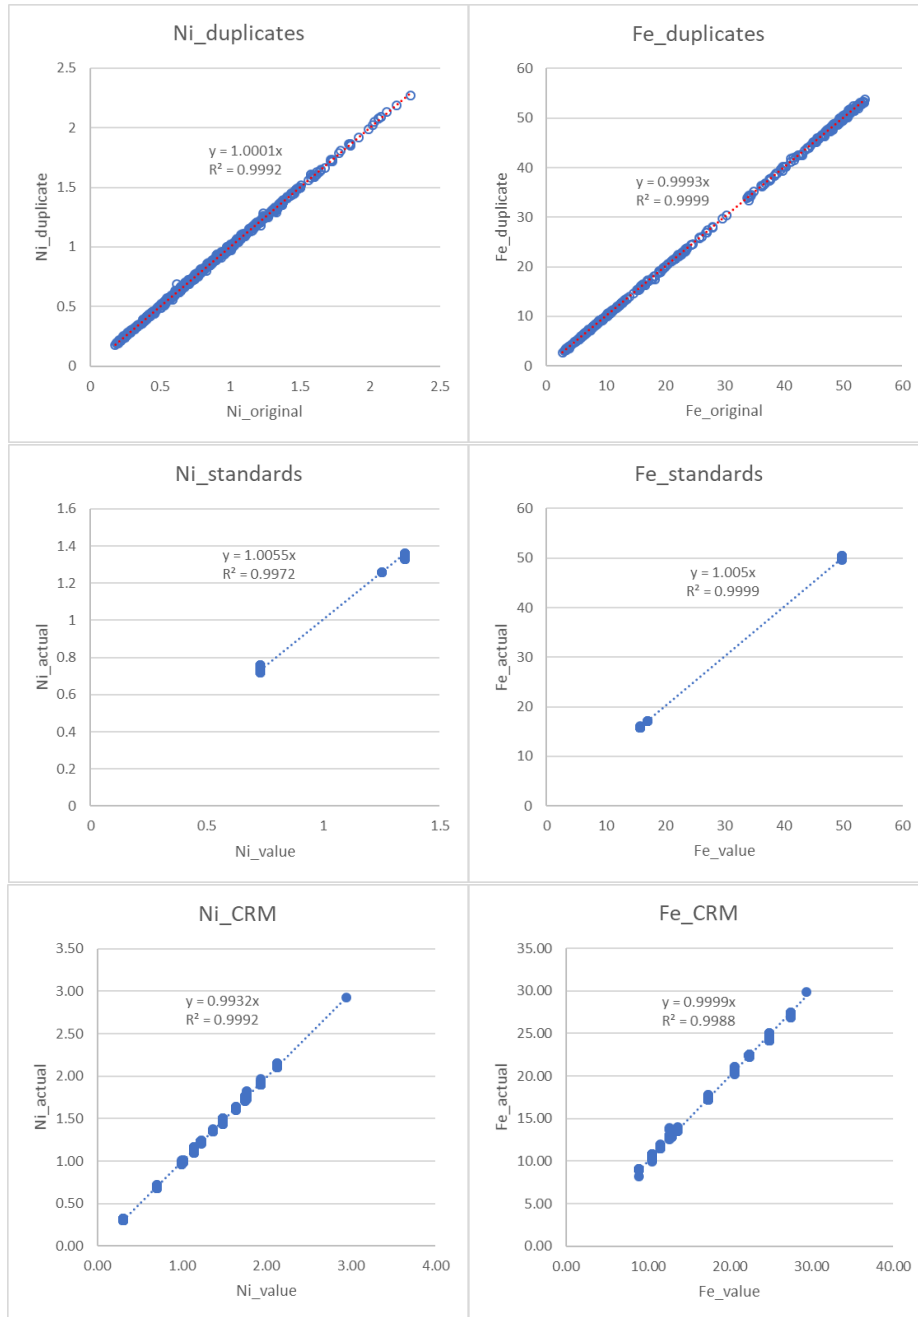 Ni_duplicates
2.5
2
1.5
1
0.5
0
0
0.5
1
1.5
2
2.5
y = 1.0001x
R² = 0.9992
Ni_duplicate
Ni_original
Fe_duplicates
60
50
40
30
20
10
0
0
10
20
30
40
50
60
y = 0.9993x
R² = 0.9999
Fe_duplicate
Fe_original
Ni_standards
1.6
1.4
1.2
1
0.8
0.6
0.4
0.2
0
0
0.5
1
1.5
y = 1.0055x
R² = 0.9972
Ni_actual
Ni_value
Fe_standards
60
50
40
30
20
10
0
0
10
20
30
40
50
60
y = 1.005x
R² = 0.9999
Fe_actual
Fe_value
Ni_CRM
3.50
3.00
2.50
2.00
1.50
1.00
0.50
0.00
0.00
1.00
2.00
3.00
4.00
y = 0.9932x
R² = 0.9992
Ni_actual
Ni_value
Fe_CRM
35.00
30.00
25.00
20.00
15.00
10.00
5.00
0.00
0.00
10.00
20.00
30.00
40.00
y = 0.9999x
R² = 0.9988
Fe_actual
Fe_value